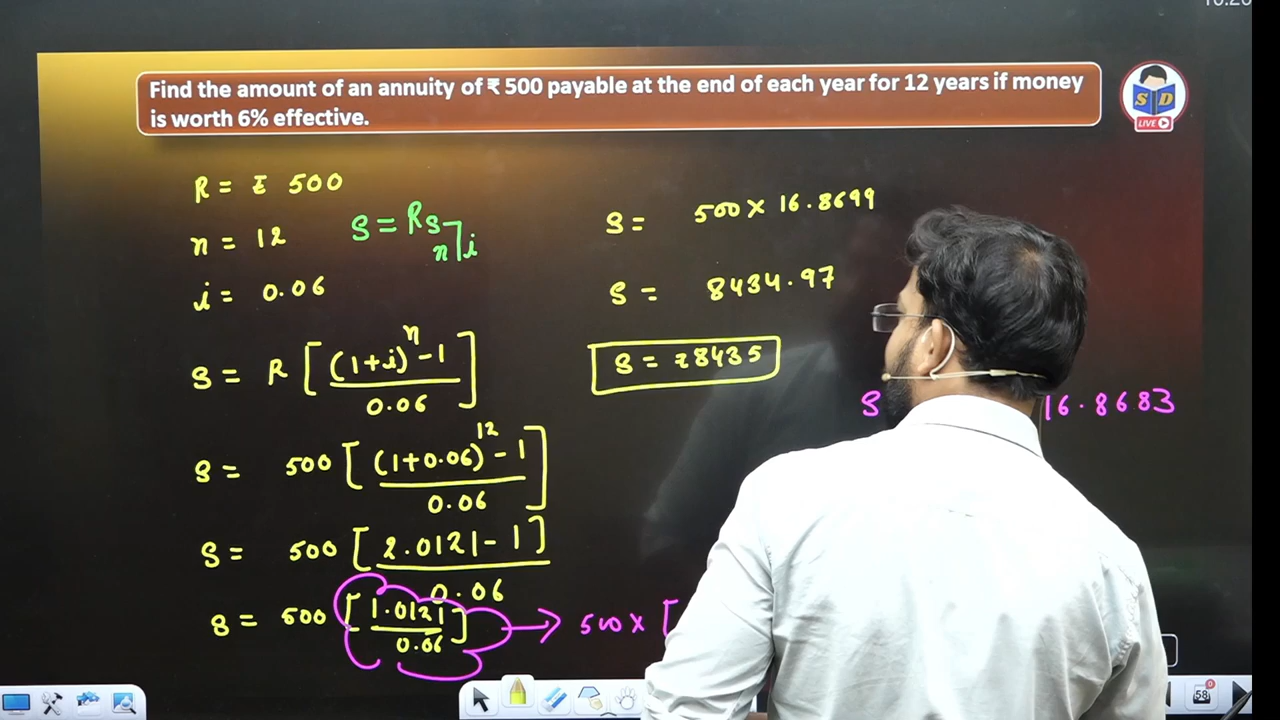 Find the amount of an annuity of ₹ 500 payable at the end of each year for 12 years if money
is worth 6% effective.
S D
LIVE
R = ₹ 500
n = 12
i = 0.06
S = R s n⌉ i
S = R [ (1+i)^n - 1 / 0.06 ]
S = 500 [ (1+0.06)^12 - 1 / 0.06 ]
S = 500 [ 2.0121 - 1 / 0.06 ]
S = 500 [ 1.0121 / 0.06 ] → 500 × [
S = 500 × 16.8699
S = 8434.97
S = ₹ 8435
S 16.8683
58